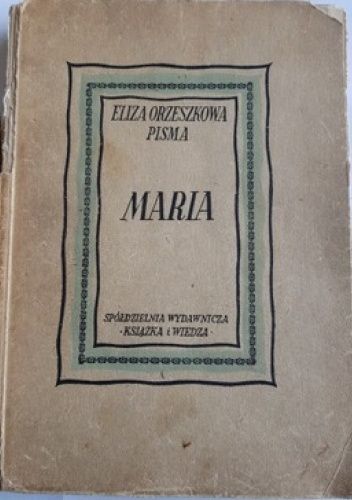 ELIZA ORZESZKOWA
PISMA
MARIA
SPÓŁDZIELNIA WYDAWNICZA
· KSIĄŻKA i WIEDZA ·